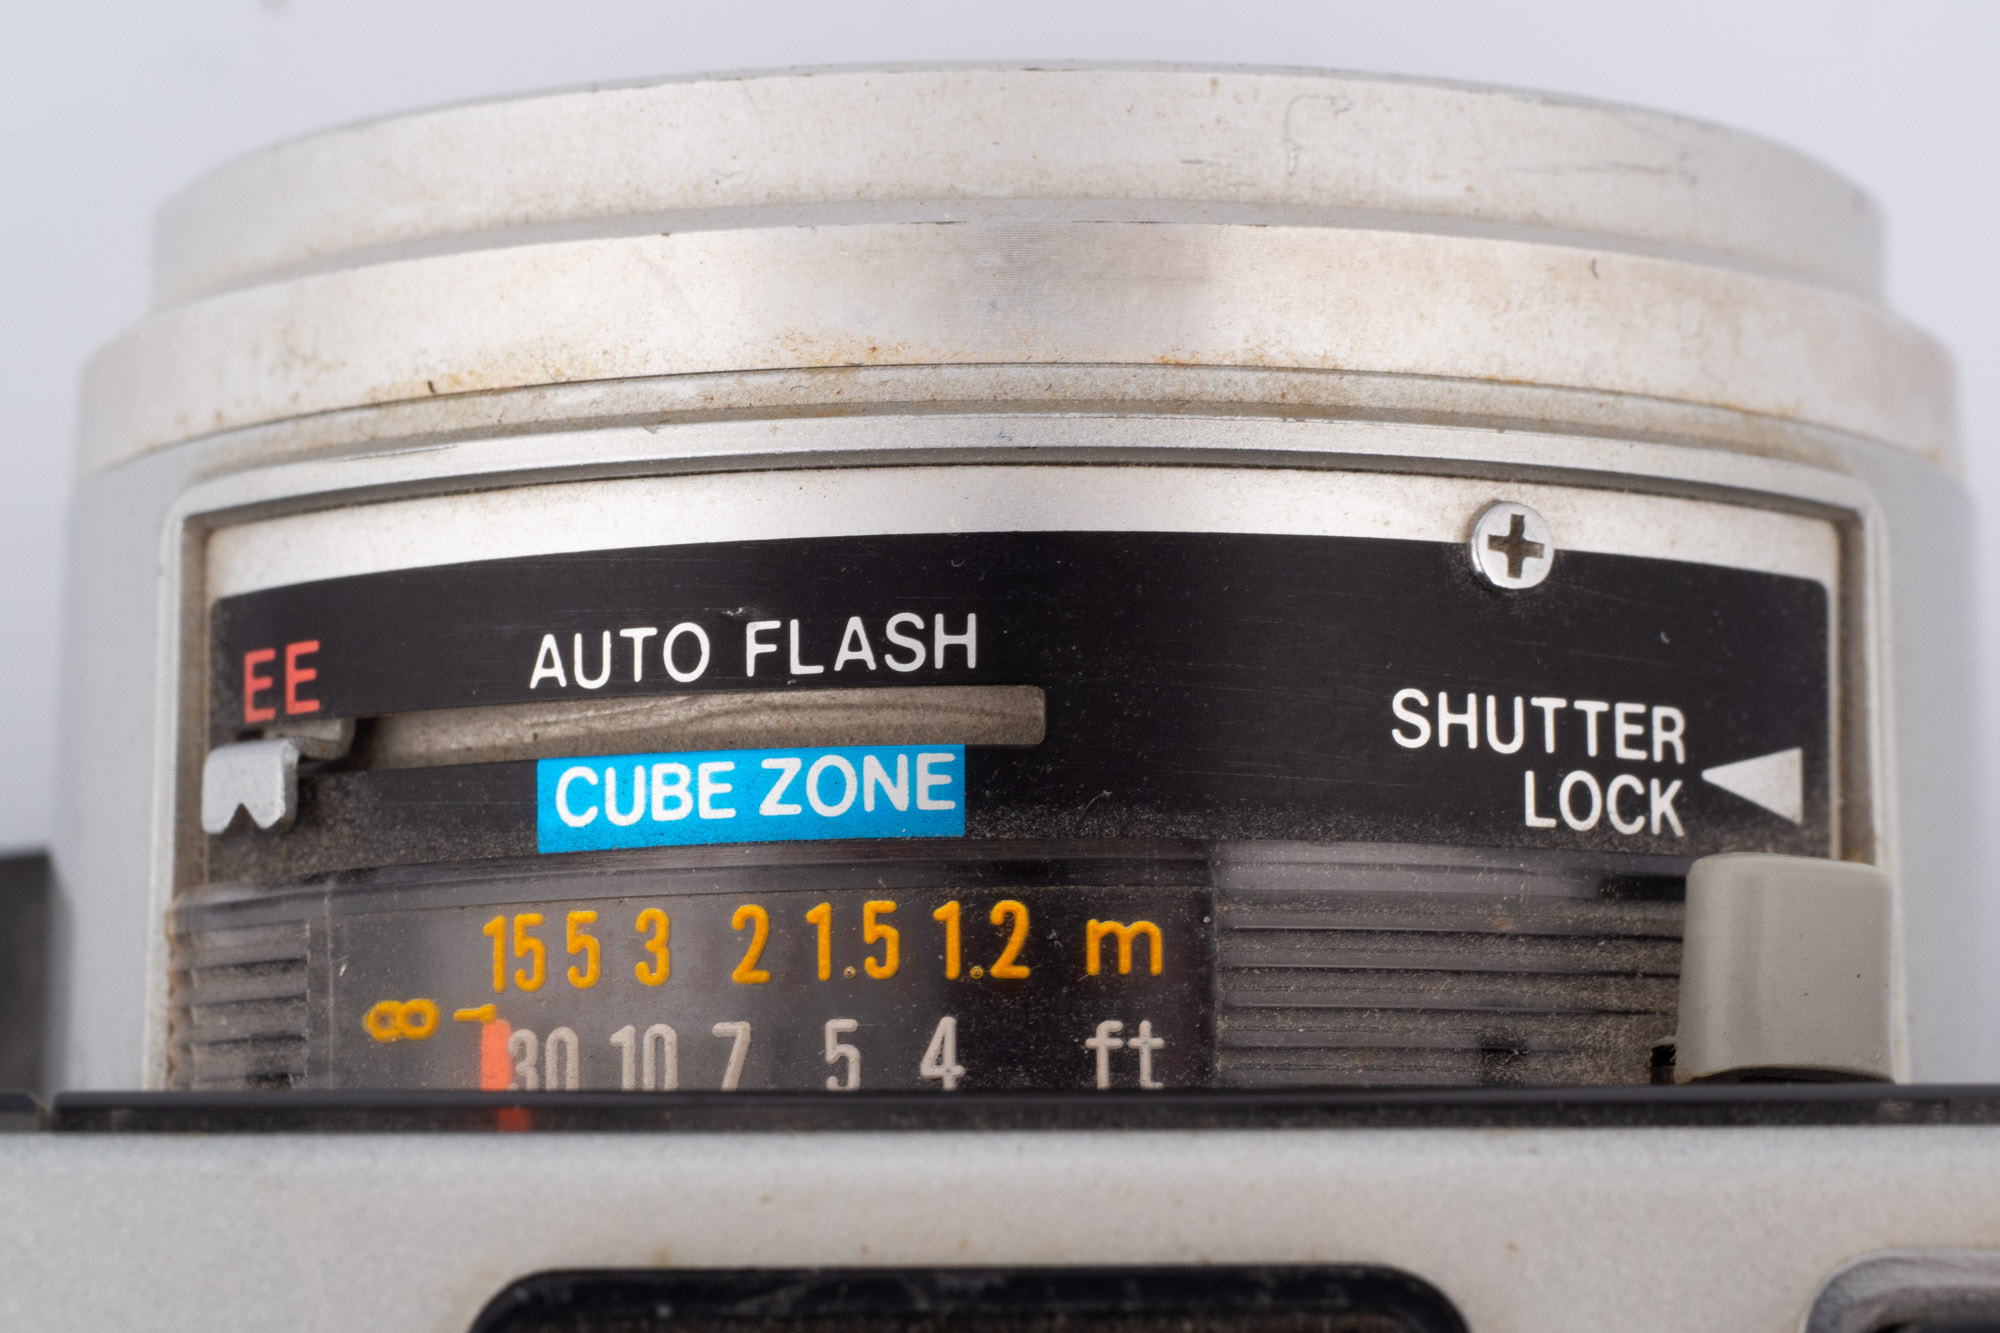 EE
AUTO FLASH
CUBE ZONE
SHUTTER
LOCK
15 5 3 2 1.5 1.2 m
∞
30 10 7 5 4 ft